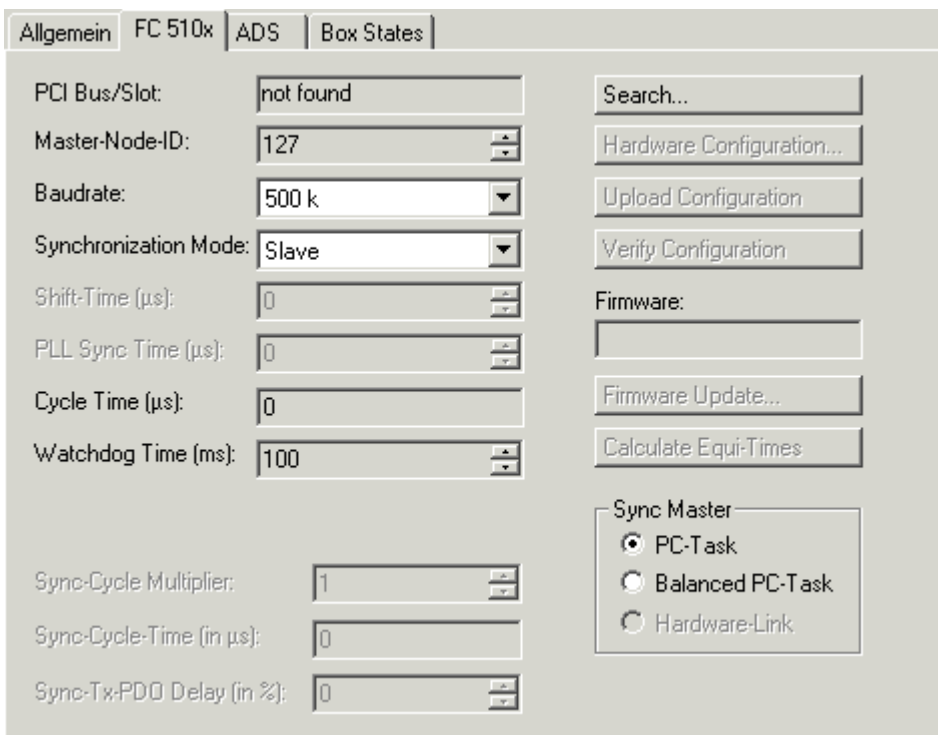 Allgemein FC 510x ADS Box States
PCI Bus/Slot: not found Search...
Master-Node-ID: 127 Hardware Configuration...
Baudrate: 500 k Upload Configuration
Synchronization Mode: Slave Verify Configuration
Shift-Time (µs): 0 Firmware:
PLL Sync Time (µs): 0
Cycle Time (µs): 0 Firmware Update...
Watchdog Time (ms): 100 Calculate Equi-Times
Sync Master
PC-Task
Sync-Cycle Multiplier: 1 Balanced PC-Task
Sync-Cycle-Time (in µs): 0 Hardware-Link
Sync-Tx-PDO Delay (in %): 0